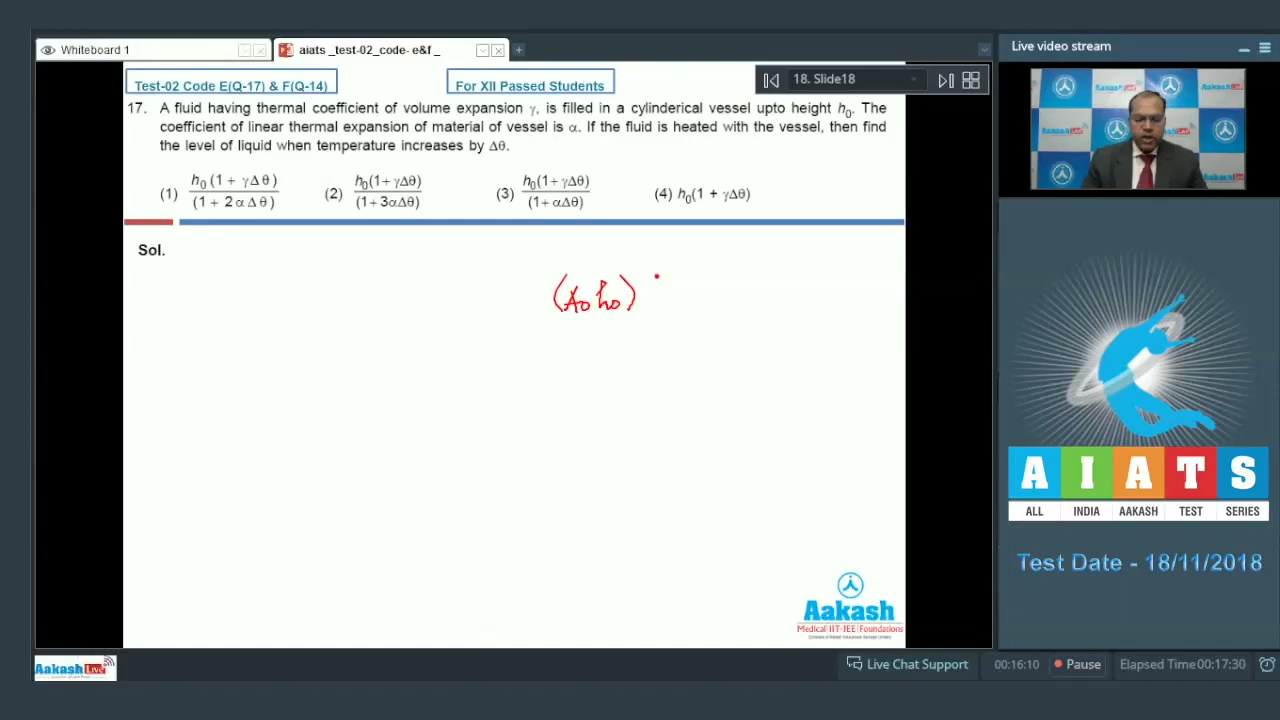 Whiteboard 1
aiats _test-02_code- e&f _
Live video stream
Test-02 Code E(Q-17) & F(Q-14)
For XII Passed Students
18. Slide18
17. A fluid having thermal coefficient of volume expansion γ, is filled in a cylinderical vessel upto height h₀. The
coefficient of linear thermal expansion of material of vessel is α. If the fluid is heated with the vessel, then find
the level of liquid when temperature increases by Δθ.
(1) h₀(1 + γΔθ)/(1 + 2αΔθ) (2) h₀(1+γΔθ)/(1+3αΔθ) (3) h₀(1+γΔθ)/(1+αΔθ) (4) h₀(1 + γΔθ)
Sol.
(A₀h₀)
AIATS
ALL INDIA AAKASH TEST SERIES
Test Date - 18/11/2018
Aakash
Medical|IIT-JEE|Foundations
Aakash Live
Live Chat Support
00:16:10
Pause
Elapsed Time 00:17:30